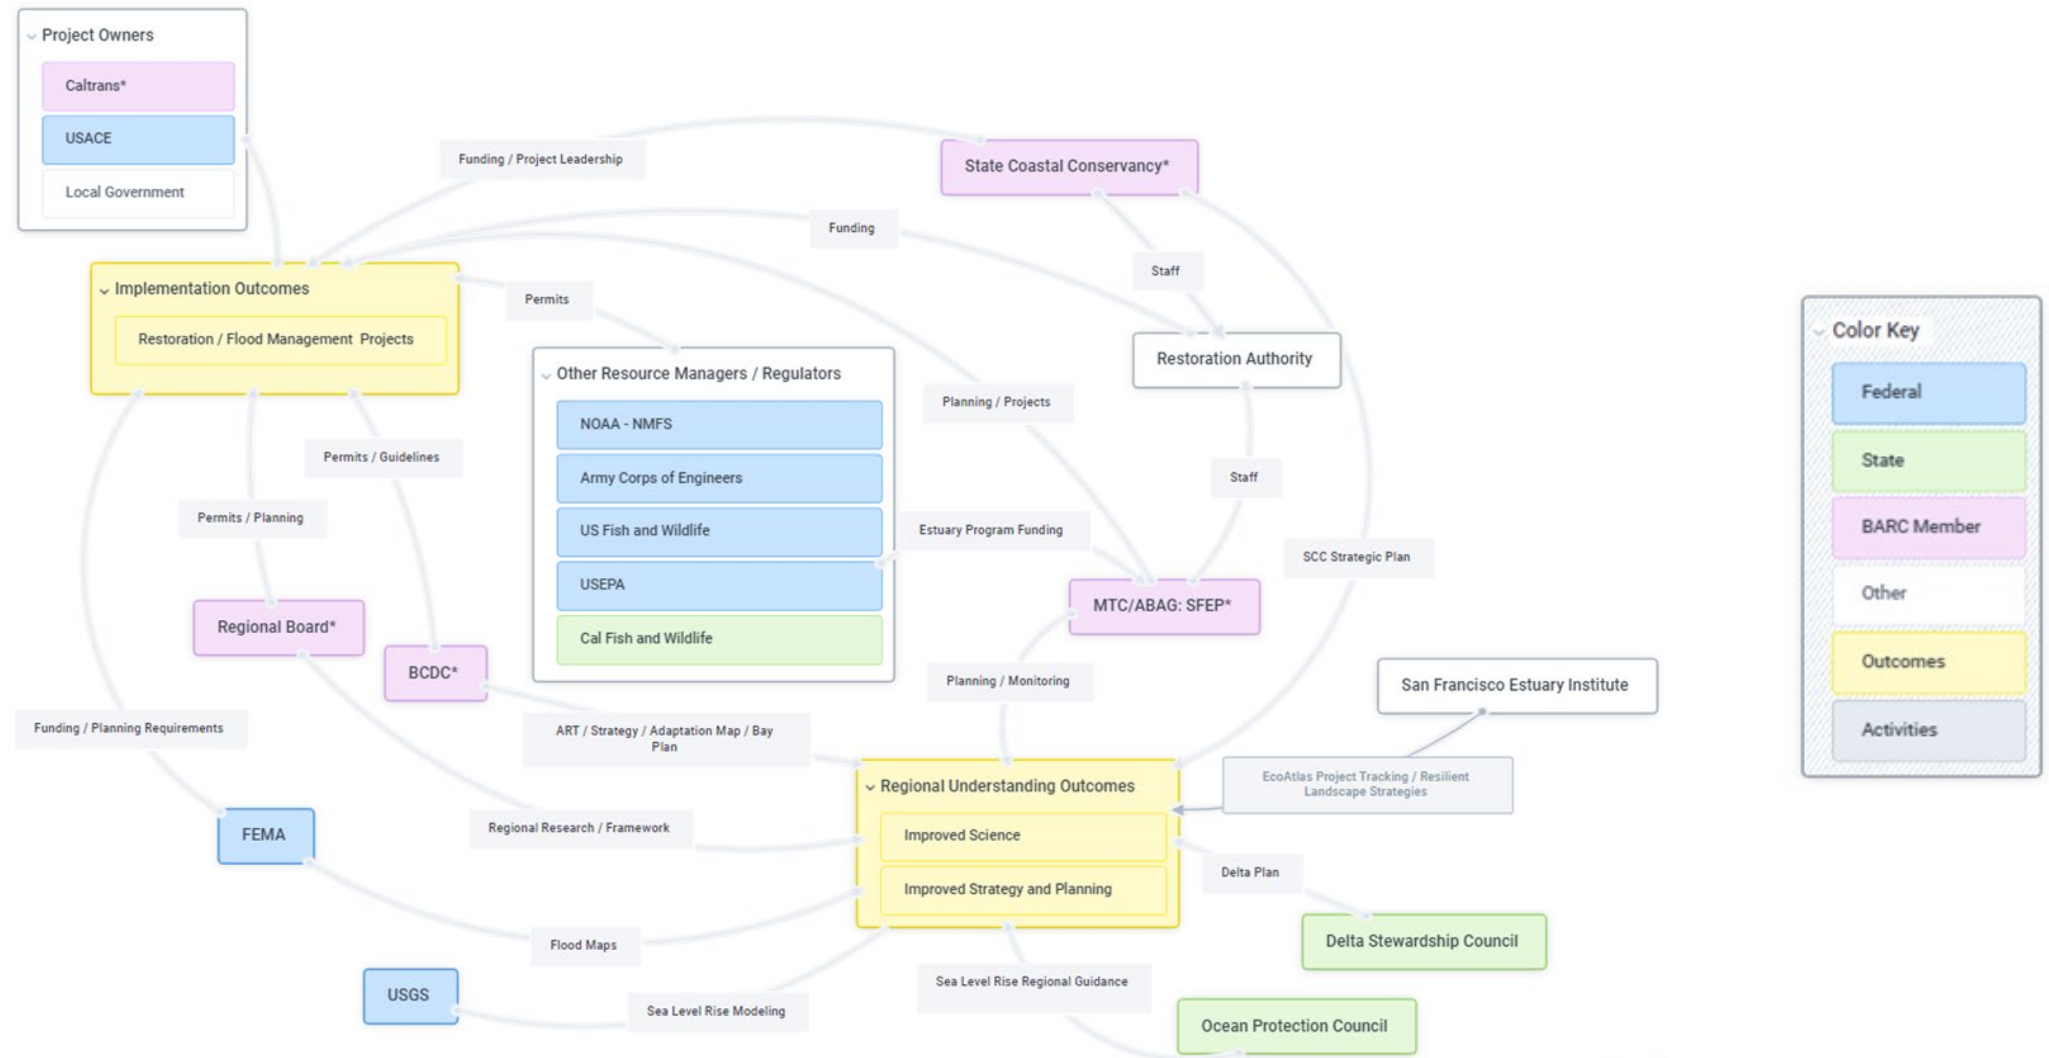 Project Owners
Caltrans*
USACE
Local Government
Funding / Project Leadership
State Coastal Conservancy*
Funding
Staff
Implementation Outcomes
Restoration / Flood Management Projects
Permits
Restoration Authority
Other Resource Managers / Regulators
NOAA - NMFS
Army Corps of Engineers
US Fish and Wildlife
USEPA
Cal Fish and Wildlife
Planning / Projects
Staff
Permits / Guidelines
Permits / Planning
Estuary Program Funding
SCC Strategic Plan
MTC/ABAG: SFEP*
Regional Board*
BCDC*
Planning / Monitoring
San Francisco Estuary Institute
Funding / Planning Requirements
ART / Strategy / Adaptation Map / Bay
Plan
EcoAtlas Project Tracking / Resilient
Landscape Strategies
Regional Understanding Outcomes
Improved Science
Improved Strategy and Planning
FEMA
Regional Research / Framework
Delta Plan
Flood Maps
Delta Stewardship Council
USGS
Sea Level Rise Modeling
Sea Level Rise Regional Guidance
Ocean Protection Council
Color Key
Federal
State
BARC Member
Other
Outcomes
Activities